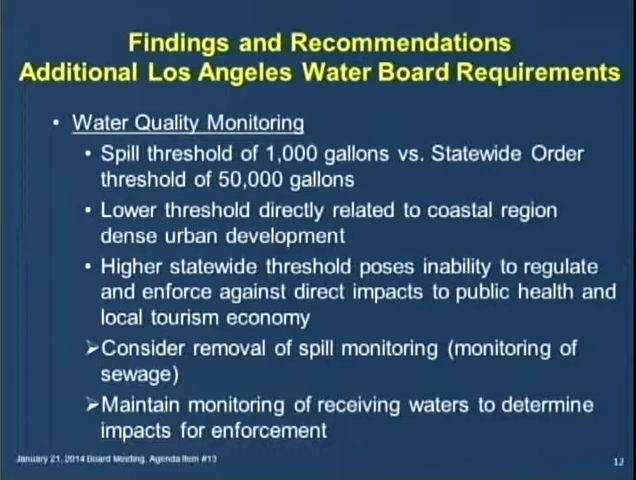 Findings and Recommendations
Additional Los Angeles Water Board Requirements
• Water Quality Monitoring
• Spill threshold of 1,000 gallons vs. Statewide Order
threshold of 50,000 gallons
• Lower threshold directly related to coastal region
dense urban development
• Higher statewide threshold poses inability to regulate
and enforce against direct impacts to public health and
local tourism economy
➢Consider removal of spill monitoring (monitoring of
sewage)
➢Maintain monitoring of receiving waters to determine
impacts for enforcement
January 21, 2014 Board Meeting, Agenda Item #13
12